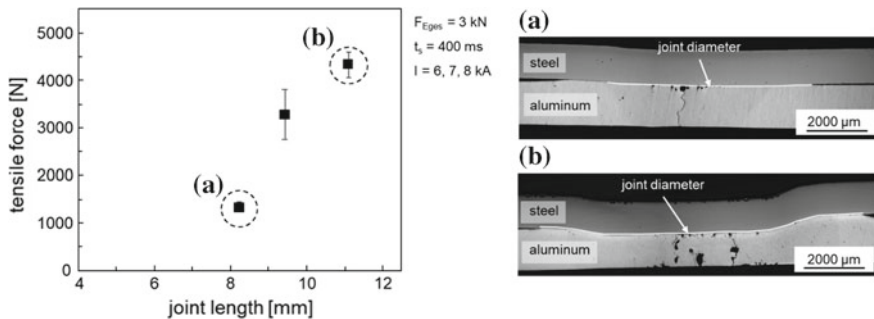 5000
4000
3000
2000
1000
0
tensile force [N]
4 6 8 10 12
joint length [mm]
(a)
(b)
F_Eges = 3 kN
t_s = 400 ms
I = 6, 7, 8 kA
(a)
joint diameter
steel
aluminum
2000 µm
(b)
joint diameter
steel
aluminum
2000 µm